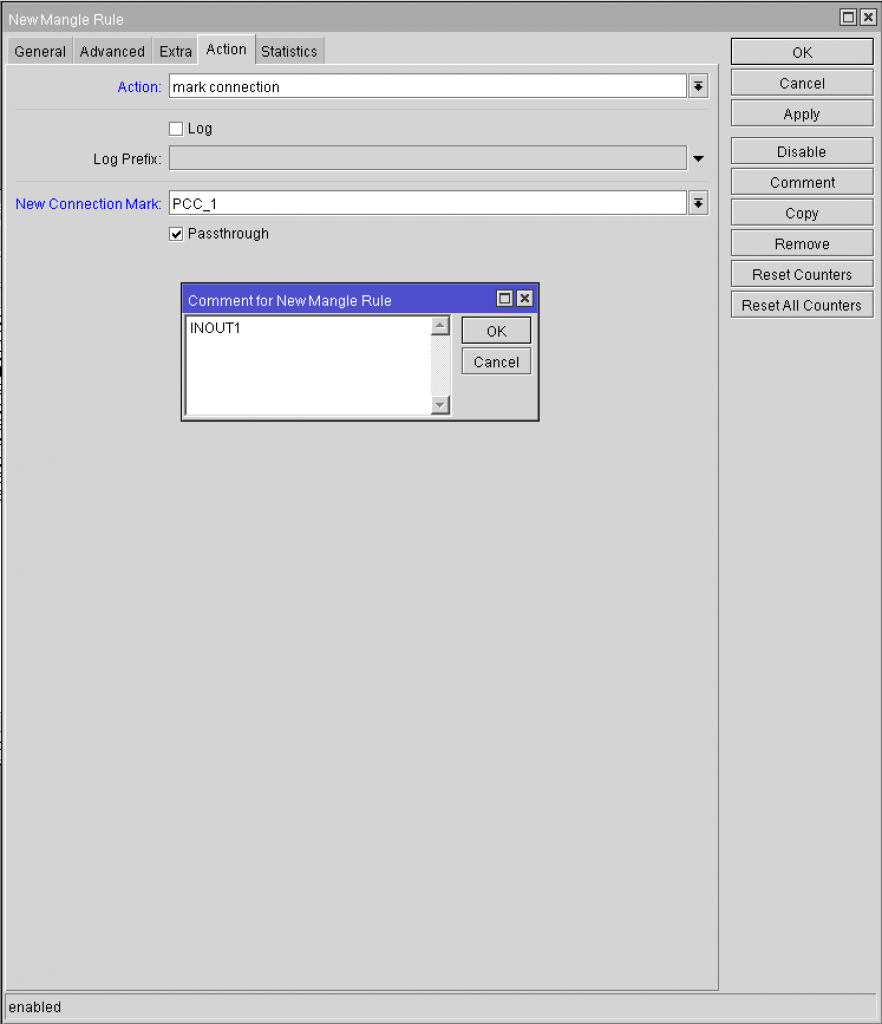 New Mangle Rule
General Advanced Extra Action Statistics
Action: mark connection
Log
Log Prefix:
New Connection Mark: PCC_1
Passthrough
Comment for New Mangle Rule
INOUT1
OK
Cancel
OK
Cancel
Apply
Disable
Comment
Copy
Remove
Reset Counters
Reset All Counters
enabled